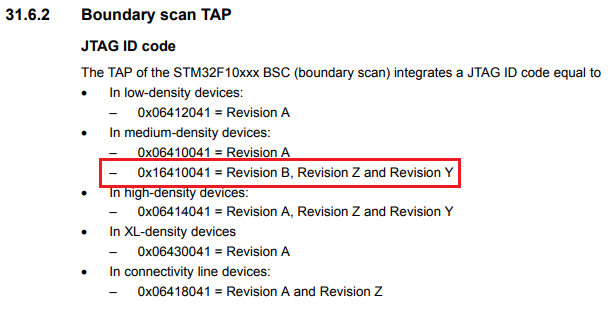 31.6.2 Boundary scan TAP
JTAG ID code
The TAP of the STM32F10xxx BSC (boundary scan) integrates a JTAG ID code equal to
• In low-density devices:
– 0x06412041 = Revision A
• In medium-density devices:
– 0x06410041 = Revision A
– 0x16410041 = Revision B, Revision Z and Revision Y
• In high-density devices:
– 0x06414041 = Revision A, Revision Z and Revision Y
• In XL-density devices
– 0x06430041 = Revision A
• In connectivity line devices:
– 0x06418041 = Revision A and Revision Z